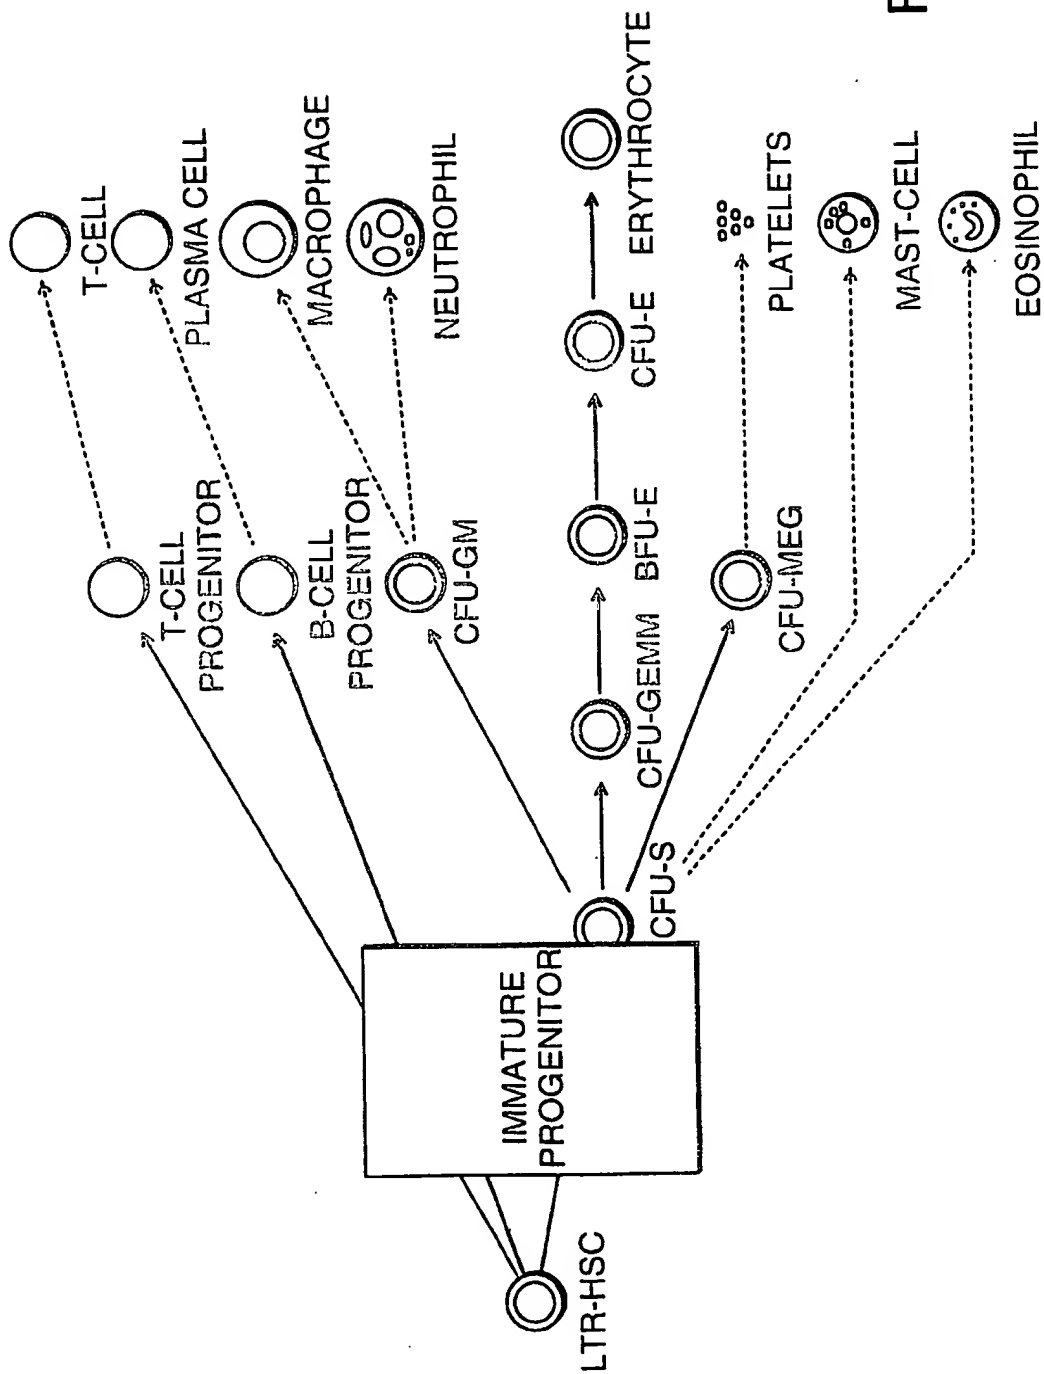 LTR-HSC
IMMATURE
PROGENITOR
CFU-S
T-CELL
PROGENITOR
B-CELL
PROGENITOR
CFU-GM
CFU-GEMM
BFU-E
CFU-E
ERYTHROCYTE
CFU-MEG
T-CELL
PLASMA CELL
MACROPHAGE
NEUTROPHIL
PLATELETS
MAST-CELL
EOSINOPHIL